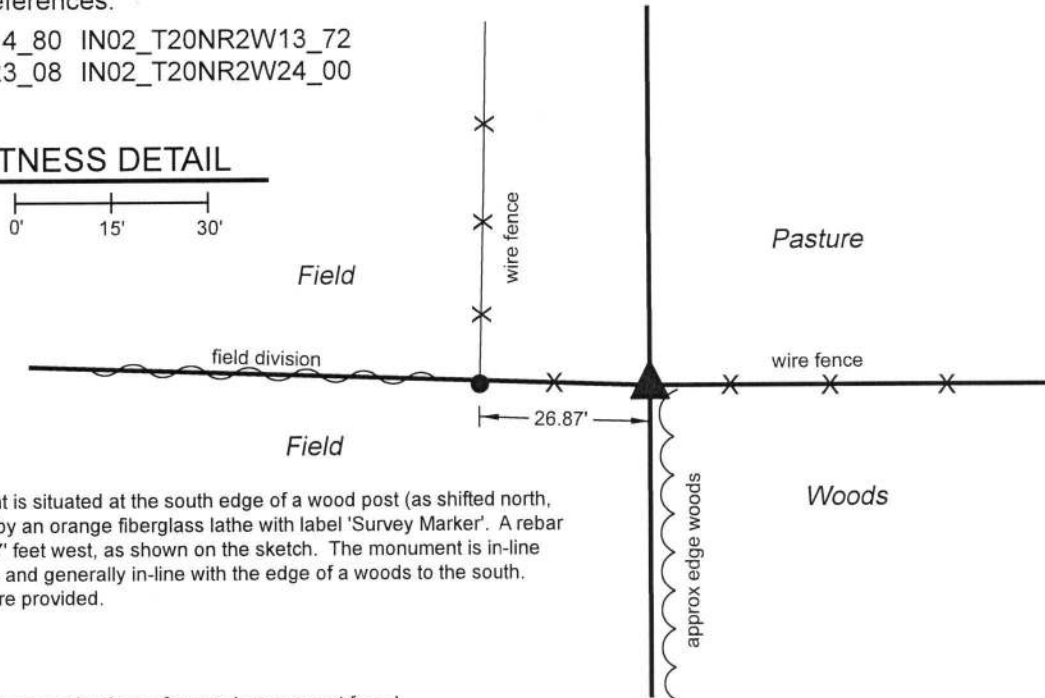 eferences:
4_80 IN02_T20NR2W13_72
3_08 IN02_T20NR2W24_00
TNESS DETAIL
0' 15' 30'
wire fence
Pasture
Field
field division
wire fence
26.87'
Field
Woods
approx edge woods
t is situated at the south edge of a wood post (as shifted north,
by an orange fiberglass lathe with label 'Survey Marker'. A rebar
' feet west, as shown on the sketch. The monument is in-line
and generally in-line with the edge of a woods to the south.
re provided.